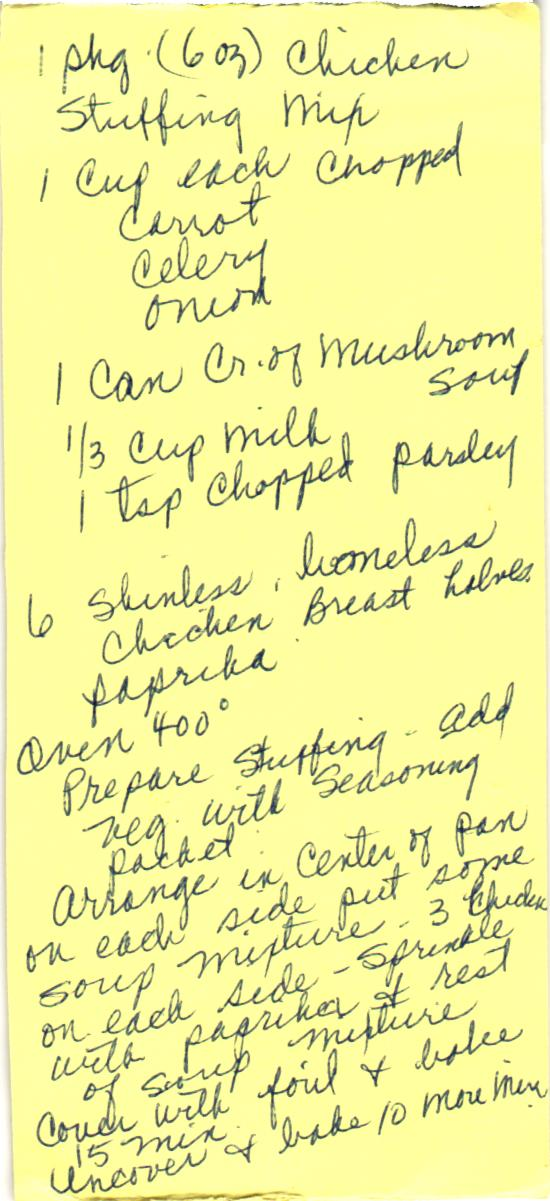 1 pkg. (6 oz) Chicken
Stuffing Mix
1 Cup each Chopped
Carrot
Celery
onion
1 Can Cr. of Mushroom
Soup
1/3 Cup Milk
1 tsp Chopped parsley
6 Skinless, boneless
Chicken Breast halves
paprika
Oven 400°
Prepare Stuffing - add
veg. with Seasoning
packet.
Arrange in Center of pan
on each side put some
soup mixture - 3 Chicken
on each side - Sprinkle
with paprika & rest
of soup mixture
Cover with foil & bake
15 min.
Uncover & bake 10 more min